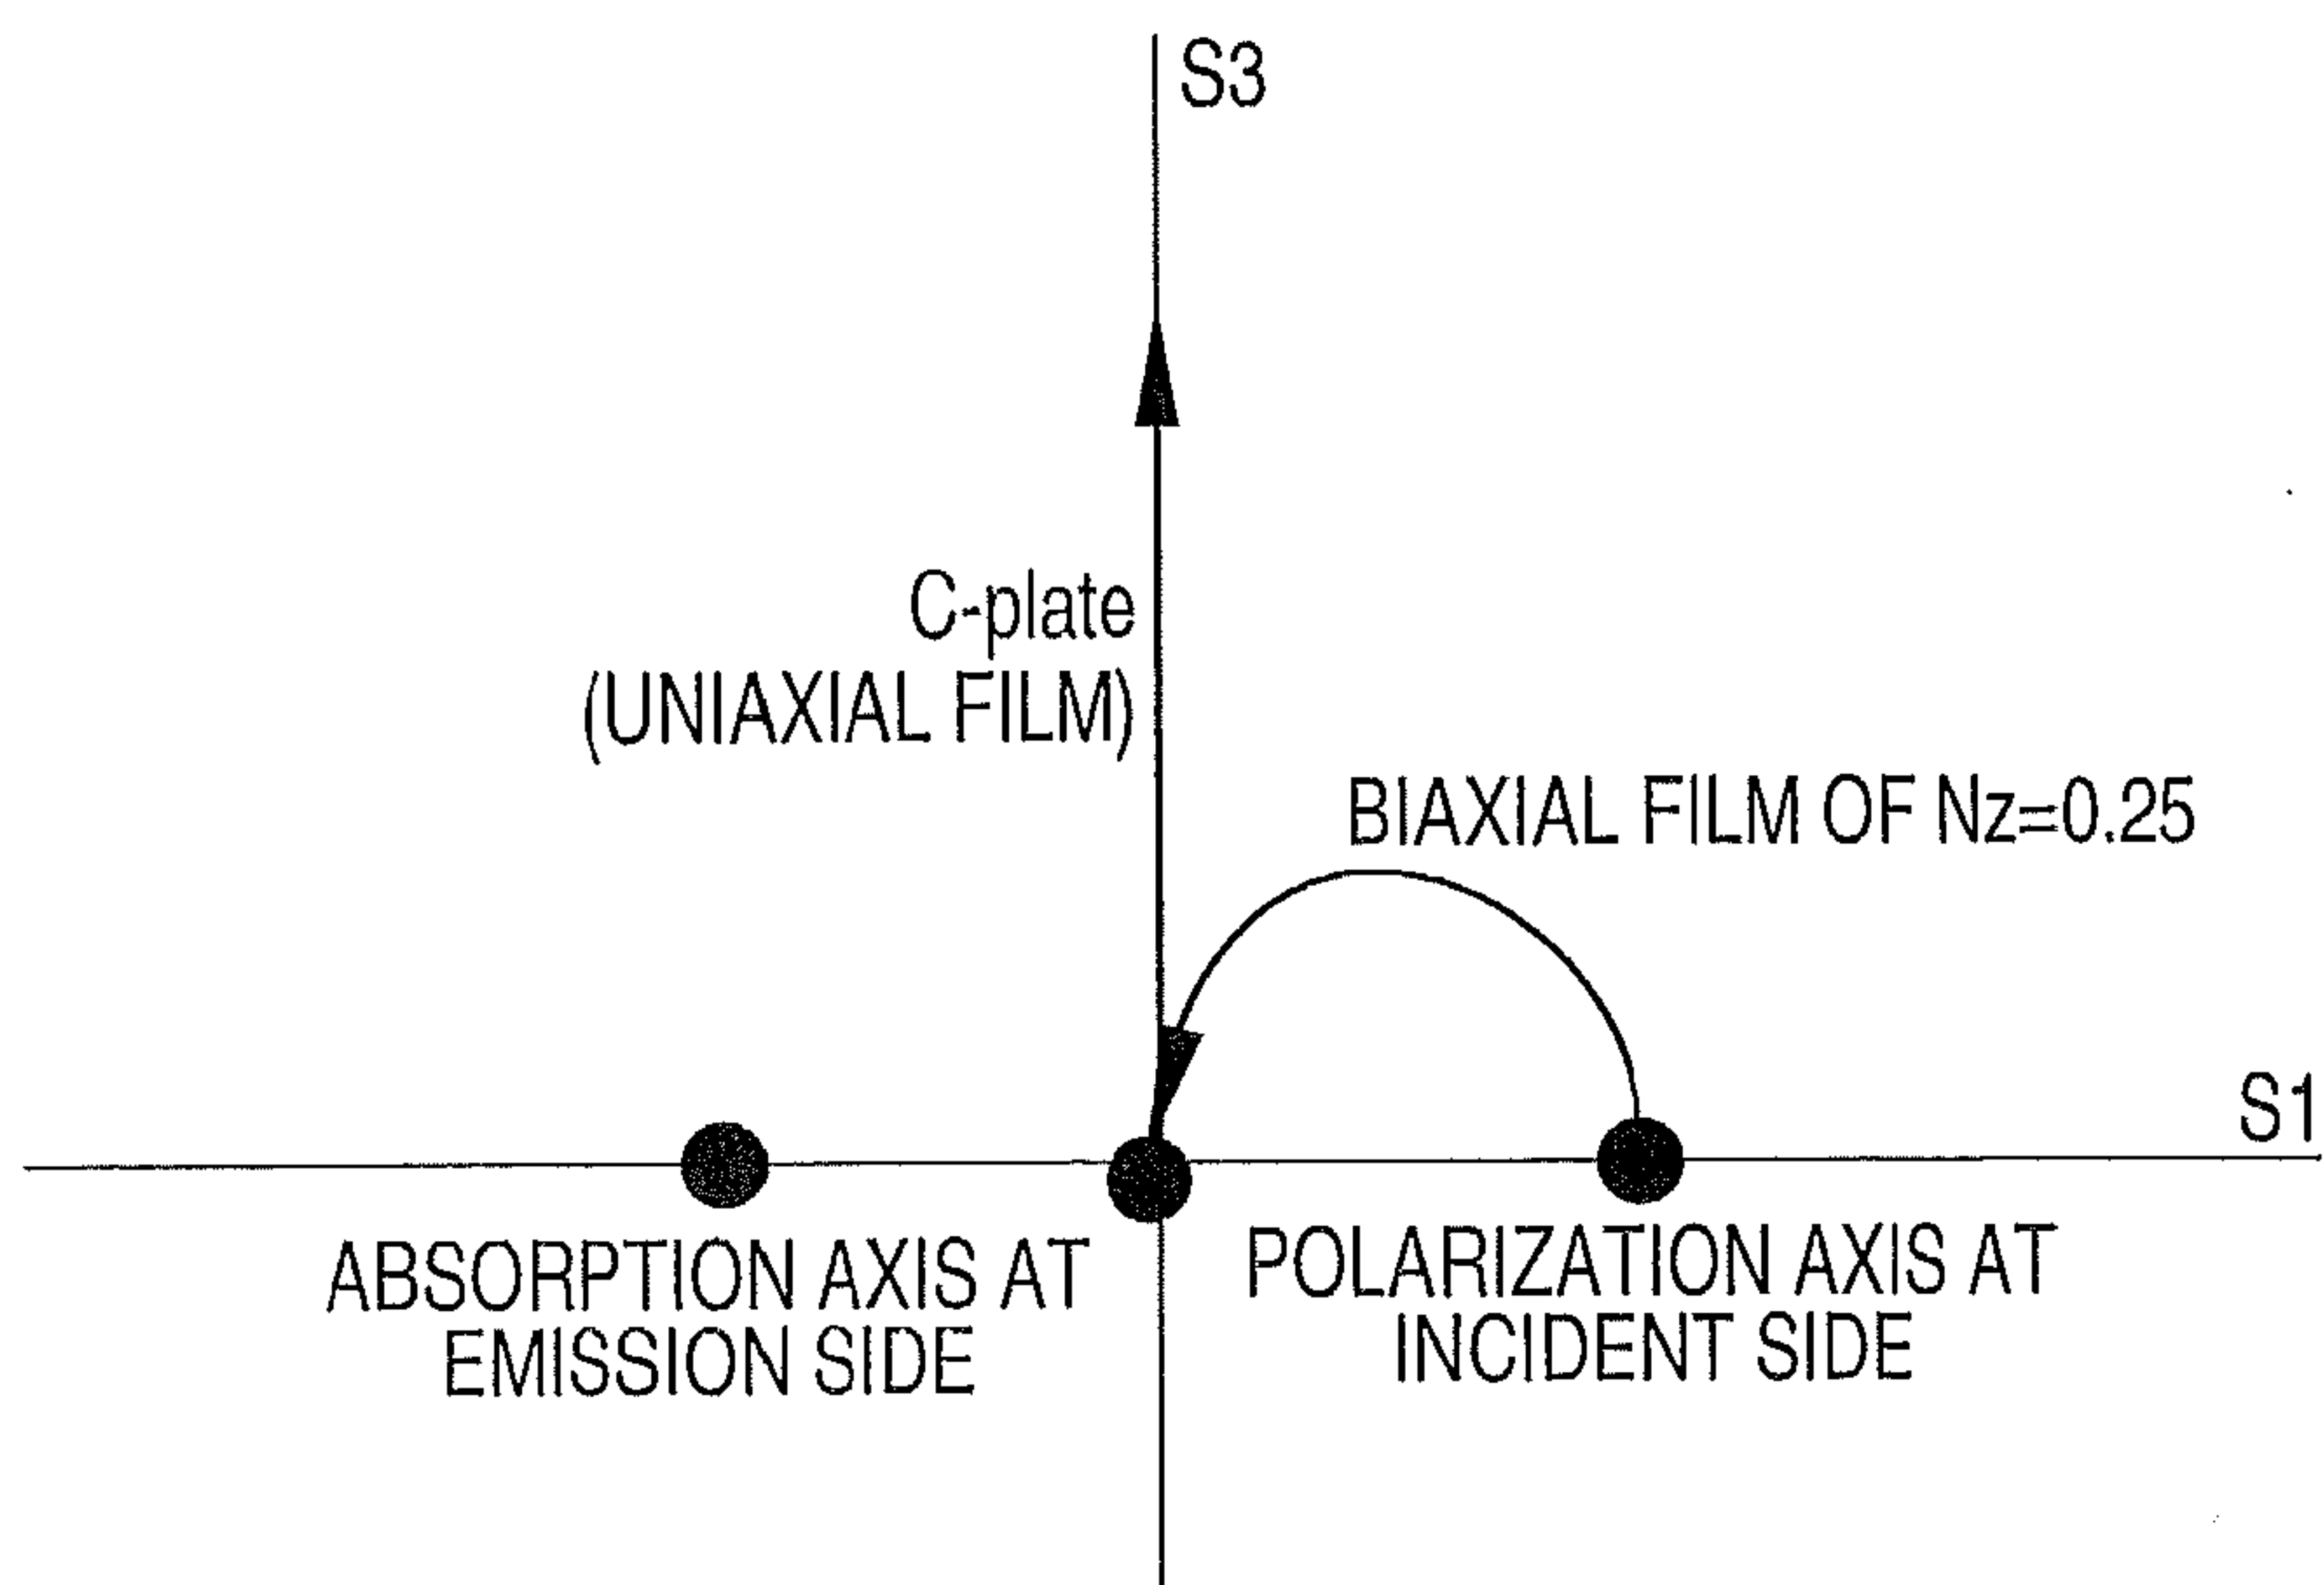 S3
C-plate
(UNIAXIAL FILM)
BIAXIAL FILM OF Nz=0.25
S1
ABSORPTION AXIS AT
EMISSION SIDE
POLARIZATION AXIS AT
INCIDENT SIDE